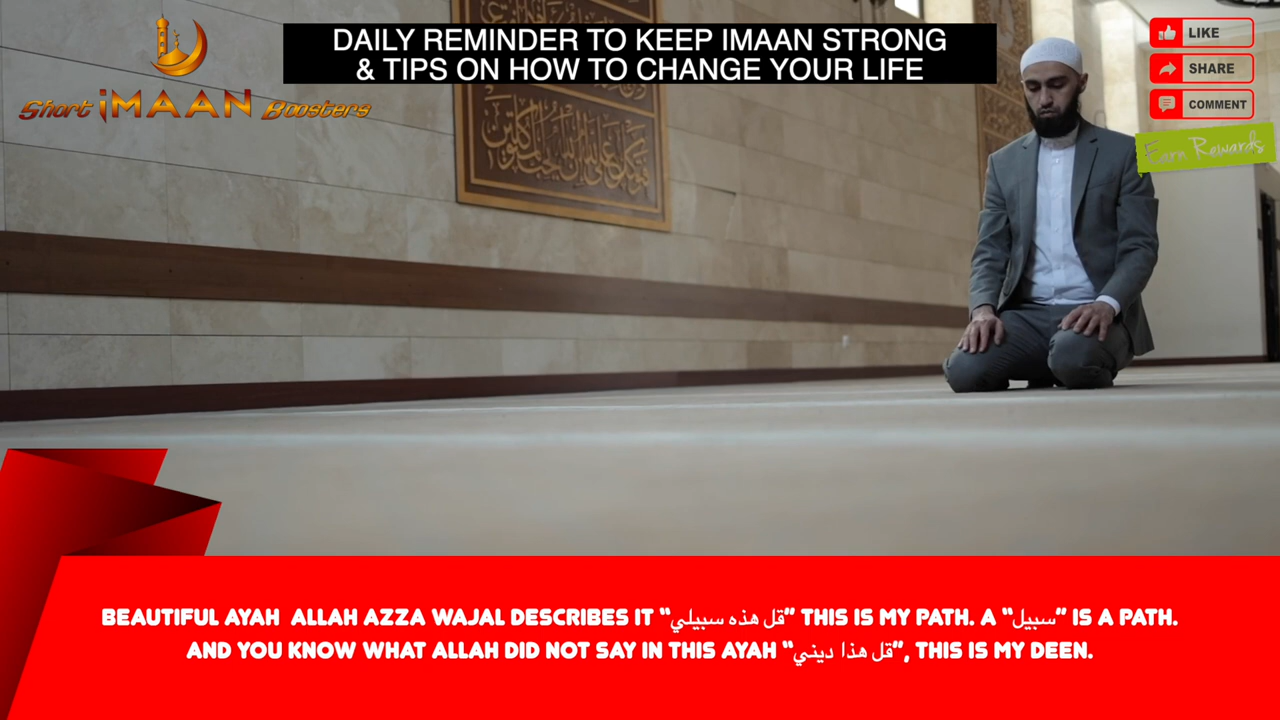 DAILY REMINDER TO KEEP IMAAN STRONG
& TIPS ON HOW TO CHANGE YOUR LIFE
Short iMAAN Boosters
LIKE
SHARE
COMMENT
Earn Rewards
BEAUTIFUL AYAH ALLAH AZZA WAJAL DESCRIBES IT “قل هذه سبيلي” THIS IS MY PATH. A “سبيل” IS A PATH.
AND YOU KNOW WHAT ALLAH DID NOT SAY IN THIS AYAH “قل هذا ديني”, THIS IS MY DEEN.